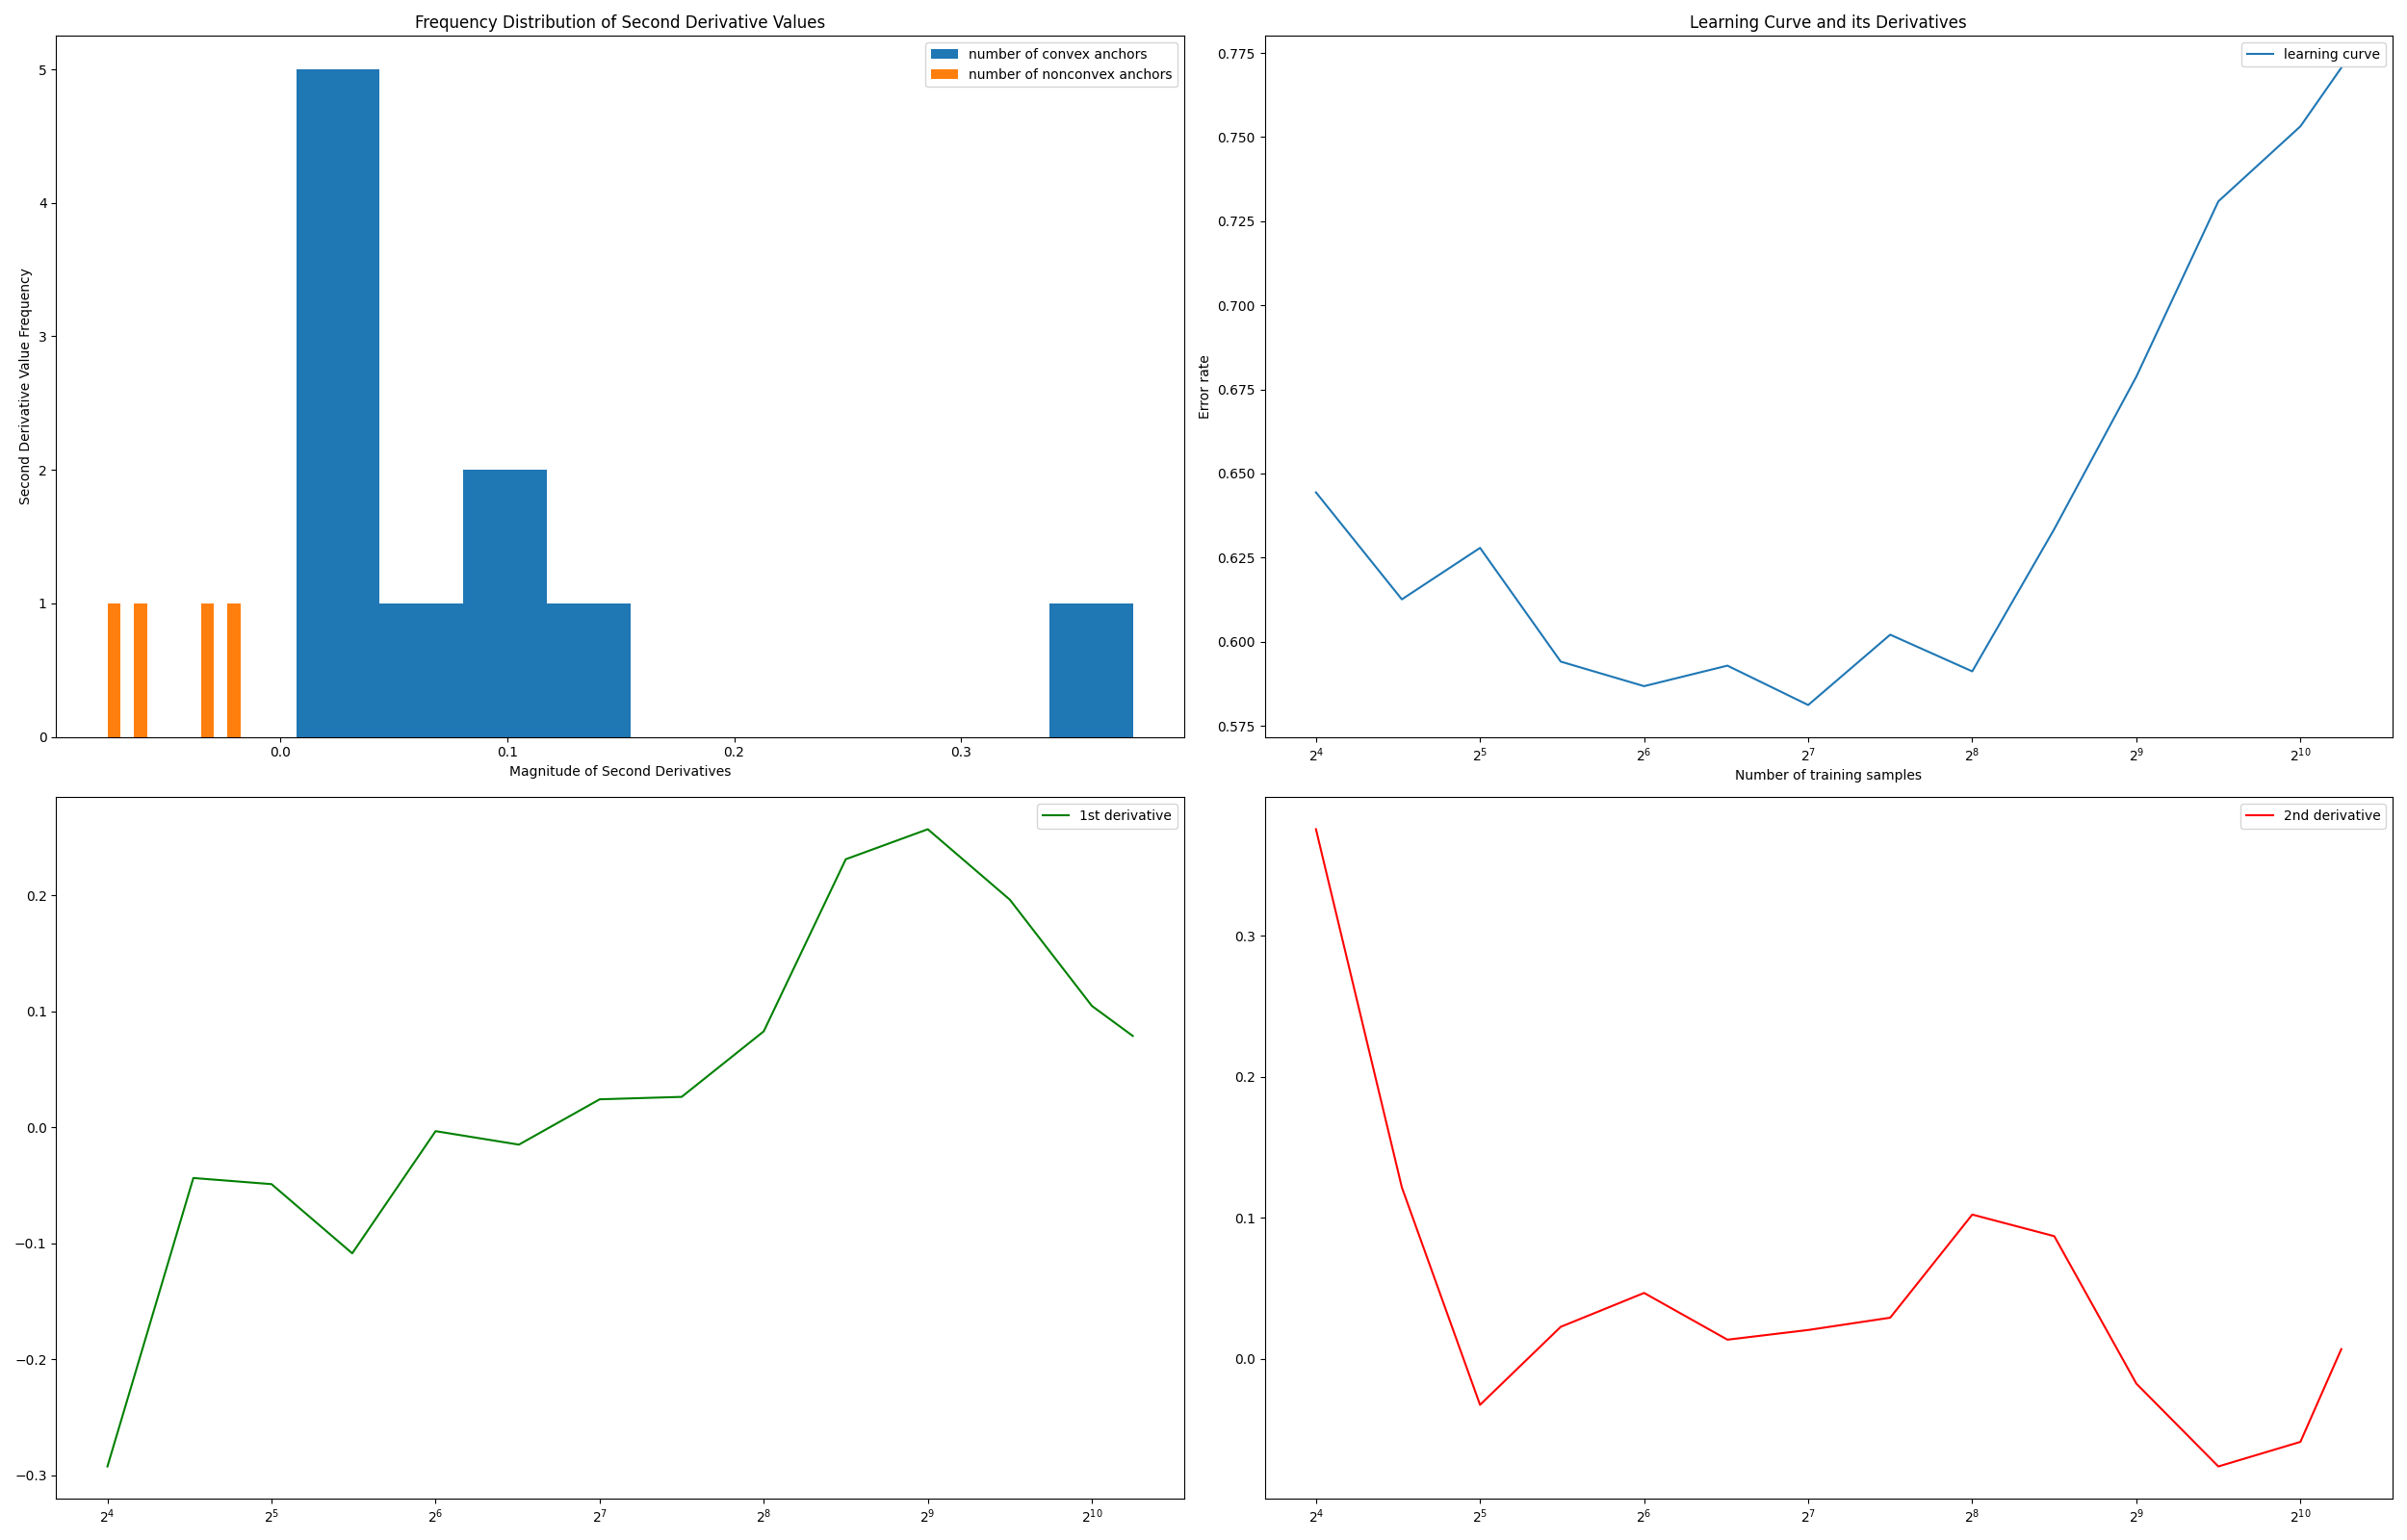 Frequency Distribution of Second Derivative Values
number of convex anchors
number of nonconvex anchors
Second Derivative Value Frequency
5
4
3
2
1
0
0.0 0.1 0.2 0.3
Magnitude of Second Derivatives
Learning Curve and its Derivatives
learning curve
Error rate
0.775
0.750
0.725
0.700
0.675
0.650
0.625
0.600
0.575
2^4 2^5 2^6 2^7 2^8 2^9 2^10
Number of training samples
1st derivative
0.2
0.1
0.0
−0.1
−0.2
−0.3
2^4 2^5 2^6 2^7 2^8 2^9 2^10
2nd derivative
0.3
0.2
0.1
0.0
2^4 2^5 2^6 2^7 2^8 2^9 2^10